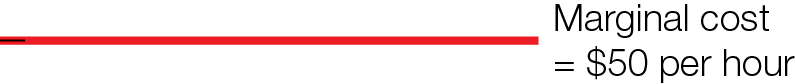 Marginal cost
= $50 per hour